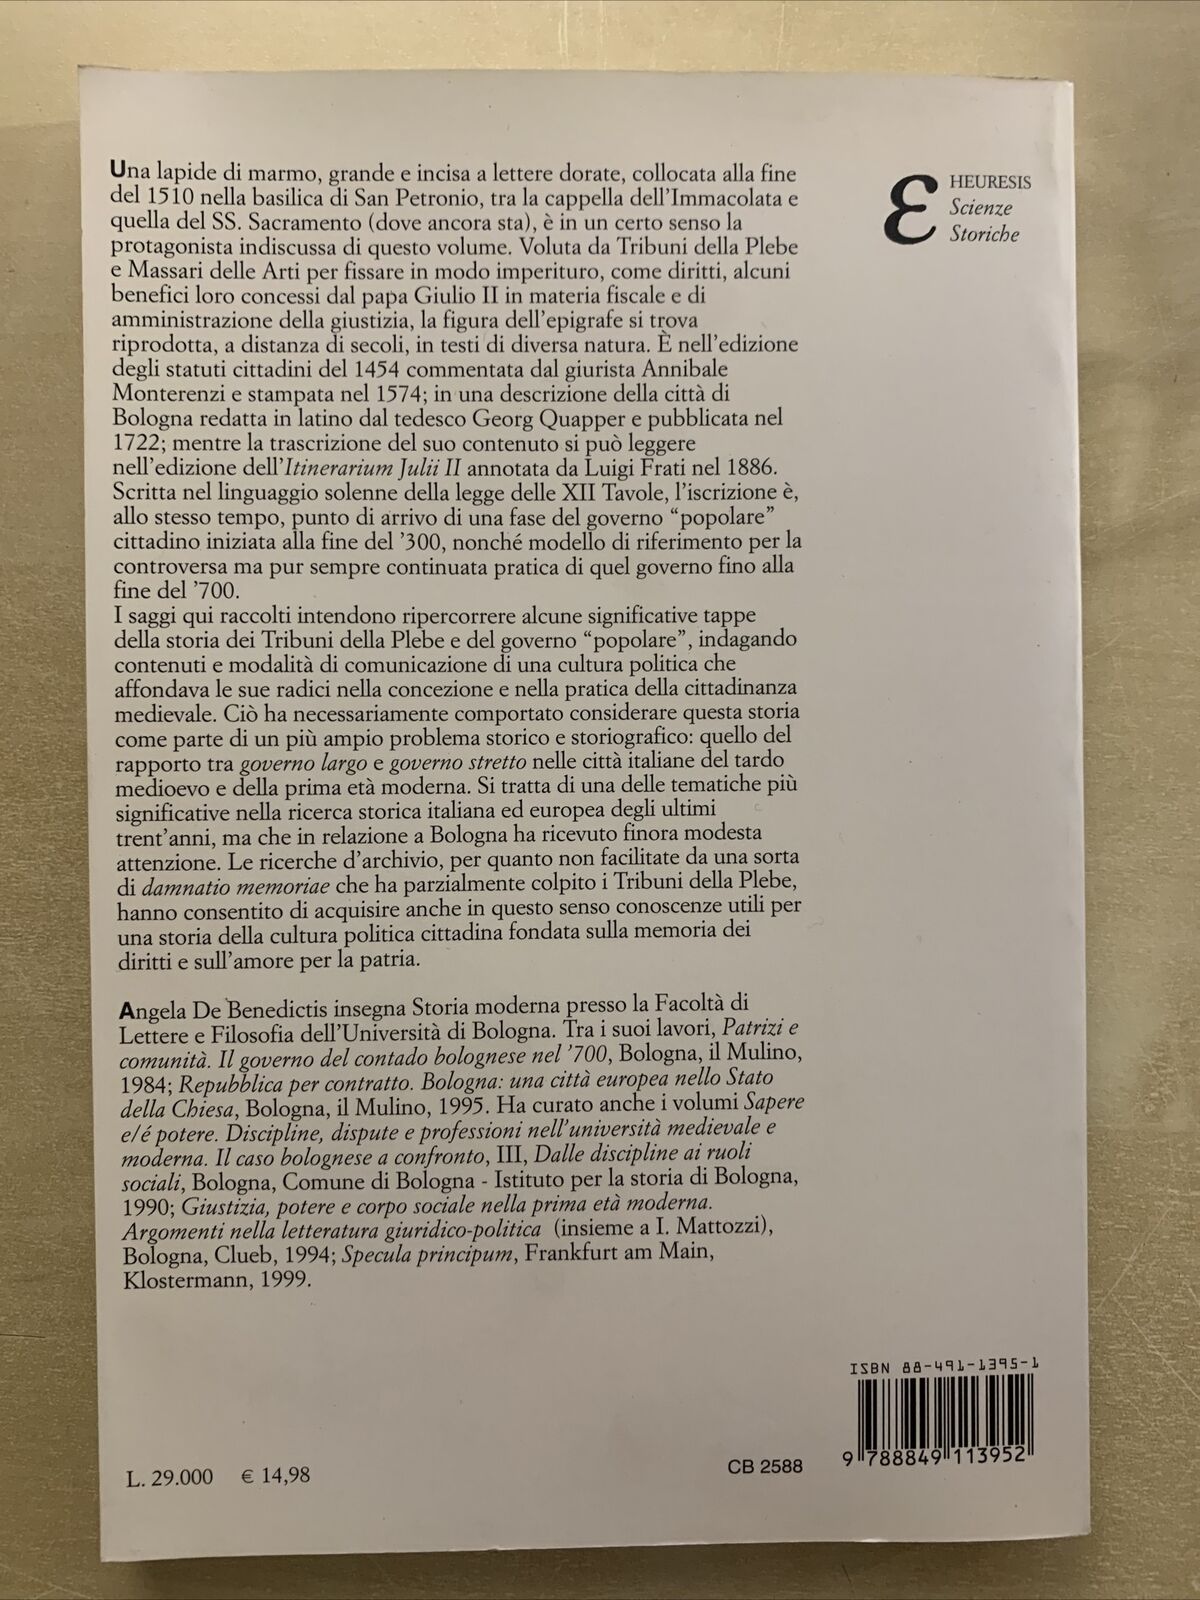 Una lapide di marmo, grande e incisa a lettere dorate, collocata alla fine
del 1510 nella basilica di San Petronio, tra la cappella dell'Immacolata e
quella del SS. Sacramento (dove ancora sta), è in un certo senso la
protagonista indiscussa di questo volume. Voluta da Tribuni della Plebe
e Massari delle Arti per fissare in modo imperituro, come diritti, alcuni
benefici loro concessi dal papa Giulio II in materia fiscale e di
amministrazione della giustizia, la figura dell'epigrafe si trova
riprodotta, a distanza di secoli, in testi di diversa natura. È nell'edizione
degli statuti cittadini del 1454 commentata dal giurista Annibale
Monterenzi e stampata nel 1574; in una descrizione della città di
Bologna redatta in latino dal tedesco Georg Quapper e pubblicata nel
1722; mentre la trascrizione del suo contenuto si può leggere
nell'edizione dell'Itinerarium Julii II annotata da Luigi Frati nel 1886.
Scritta nel linguaggio solenne della legge delle XII Tavole, l'iscrizione è,
allo stesso tempo, punto di arrivo di una fase del governo “popolare”
cittadino iniziata alla fine del '300, nonché modello di riferimento per la
controversa ma pur sempre continuata pratica di quel governo fino alla
fine del '700.
I saggi qui raccolti intendono ripercorrere alcune significative tappe
della storia dei Tribuni della Plebe e del governo “popolare”, indagando
contenuti e modalità di comunicazione di una cultura politica che
affondava le sue radici nella concezione e nella pratica della cittadinanza
medievale. Ciò ha necessariamente comportato considerare questa storia
come parte di un più ampio problema storico e storiografico: quello del
rapporto tra governo largo e governo stretto nelle città italiane del tardo
medioevo e della prima età moderna. Si tratta di una delle tematiche più
significative nella ricerca storica italiana ed europea degli ultimi
trent'anni, ma che in relazione a Bologna ha ricevuto finora modesta
attenzione. Le ricerche d'archivio, per quanto non facilitate da una sorta
di damnatio memoriae che ha parzialmente colpito i Tribuni della Plebe,
hanno consentito di acquisire anche in questo senso conoscenze utili per
una storia della cultura politica cittadina fondata sulla memoria dei
diritti e sull'amore per la patria.
Angela De Benedictis insegna Storia moderna presso la Facoltà di
Lettere e Filosofia dell'Università di Bologna. Tra i suoi lavori, Patrizi e
comunità. Il governo del contado bolognese nel '700, Bologna, il Mulino,
1984; Repubblica per contratto. Bologna: una città europea nello Stato
della Chiesa, Bologna, il Mulino, 1995. Ha curato anche i volumi Sapere
e/é potere. Discipline, dispute e professioni nell'università medievale e
moderna. Il caso bolognese a confronto, III, Dalle discipline ai ruoli
sociali, Bologna, Comune di Bologna - Istituto per la storia di Bologna,
1990; Giustizia, potere e corpo sociale nella prima età moderna.
Argomenti nella letteratura giuridico-politica (insieme a I. Mattozzi),
Bologna, Clueb, 1994; Specula principum, Frankfurt am Main,
Klostermann, 1999.
ε HEURESIS
Scienze
Storiche
ISBN 88-491-1395-1
9 788849 113952
L. 29.000 € 14,98
CB 2588